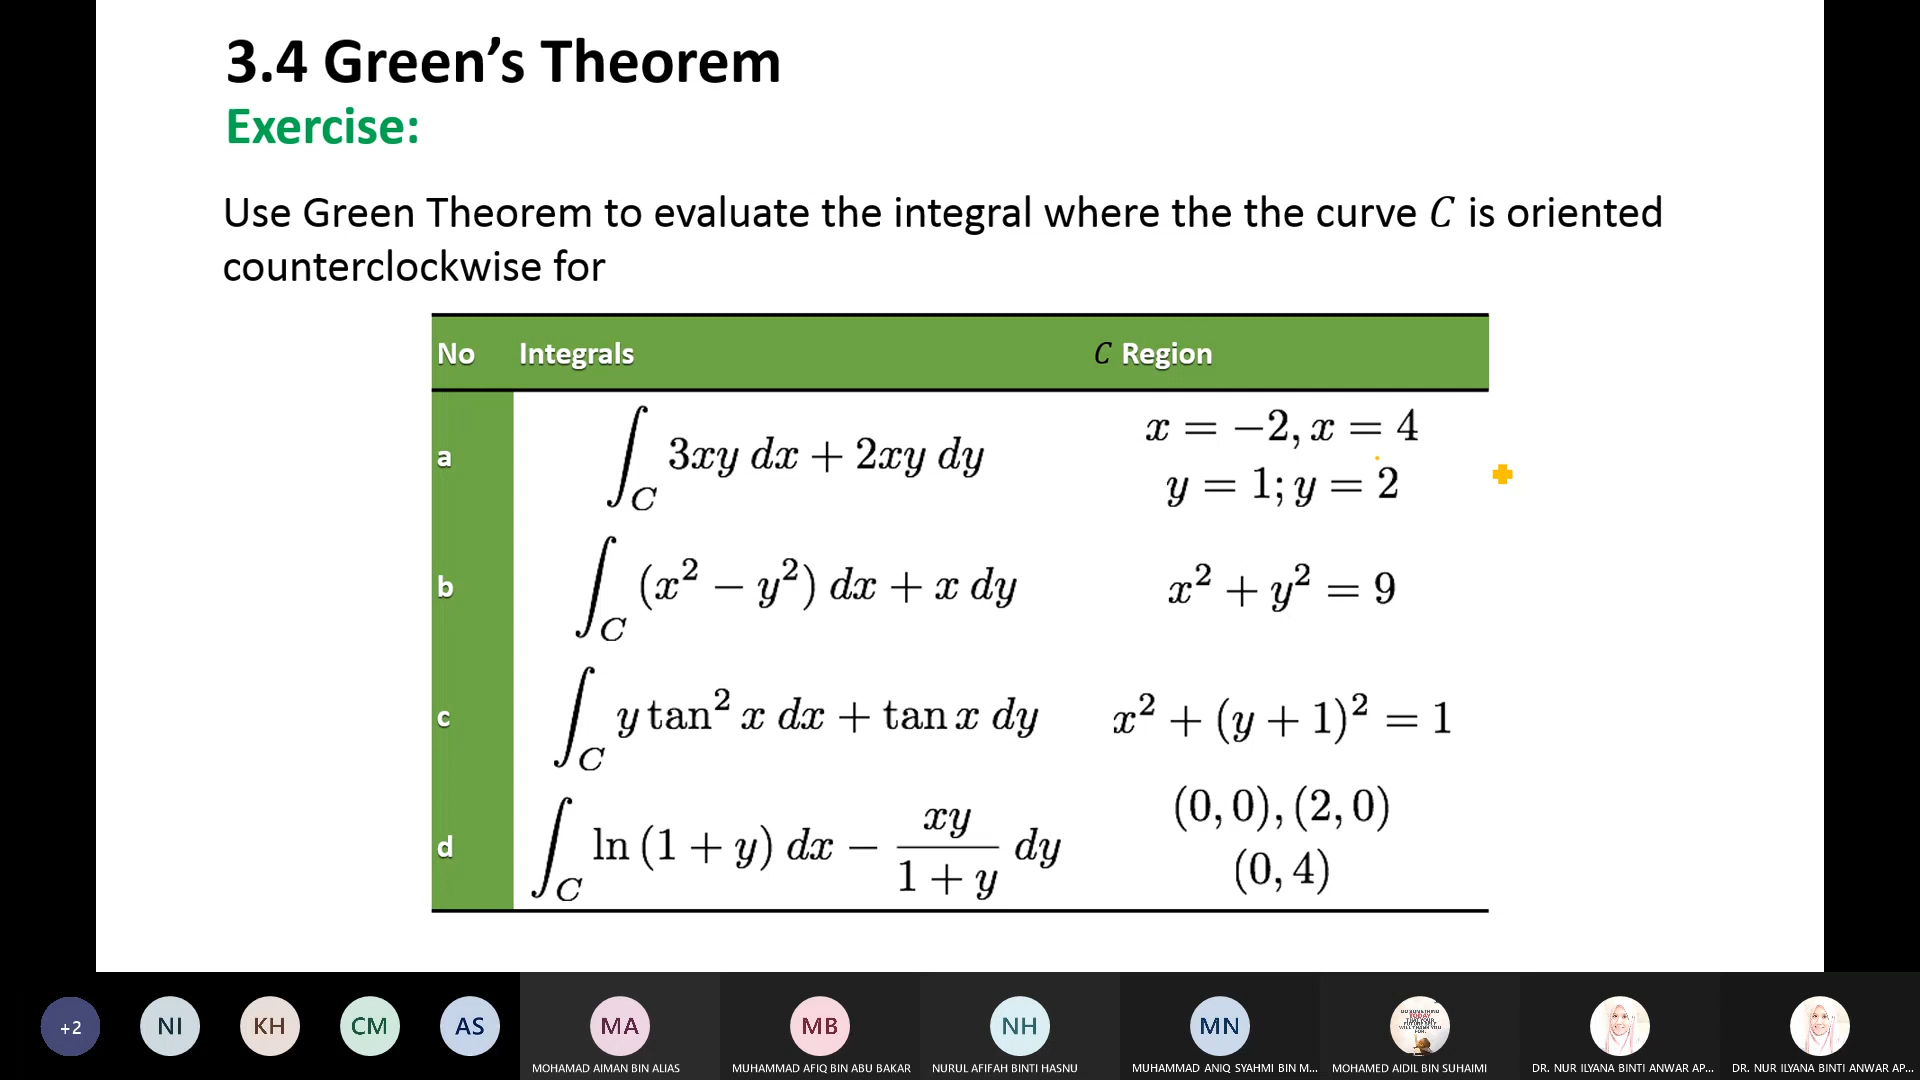 3.4 Green’s Theorem
Exercise:
Use Green Theorem to evaluate the integral where the the curve C is oriented
counterclockwise for
No Integrals C Region
a ∫_C 3xy dx + 2xy dy x = −2, x = 4
y = 1; y = 2
b ∫_C (x² − y²) dx + x dy x² + y² = 9
c ∫_C y tan² x dx + tan x dy x² + (y + 1)² = 1
d ∫_C ln (1 + y) dx − xy/(1 + y) dy (0, 0), (2, 0)
(0, 4)
+2 NI KH CM AS MA MB NH MN
MOHAMAD AIMAN BIN ALIAS MUHAMMAD AFIQ BIN ABU BAKAR NURUL AFIFAH BINTI HASNU MUHAMMAD ANIQ SYAHMI BIN M... MOHAMED AIDIL BIN SUHAIMI DR. NUR ILYANA BINTI ANWAR AP... DR. NUR ILYANA BINTI ANWAR AP...